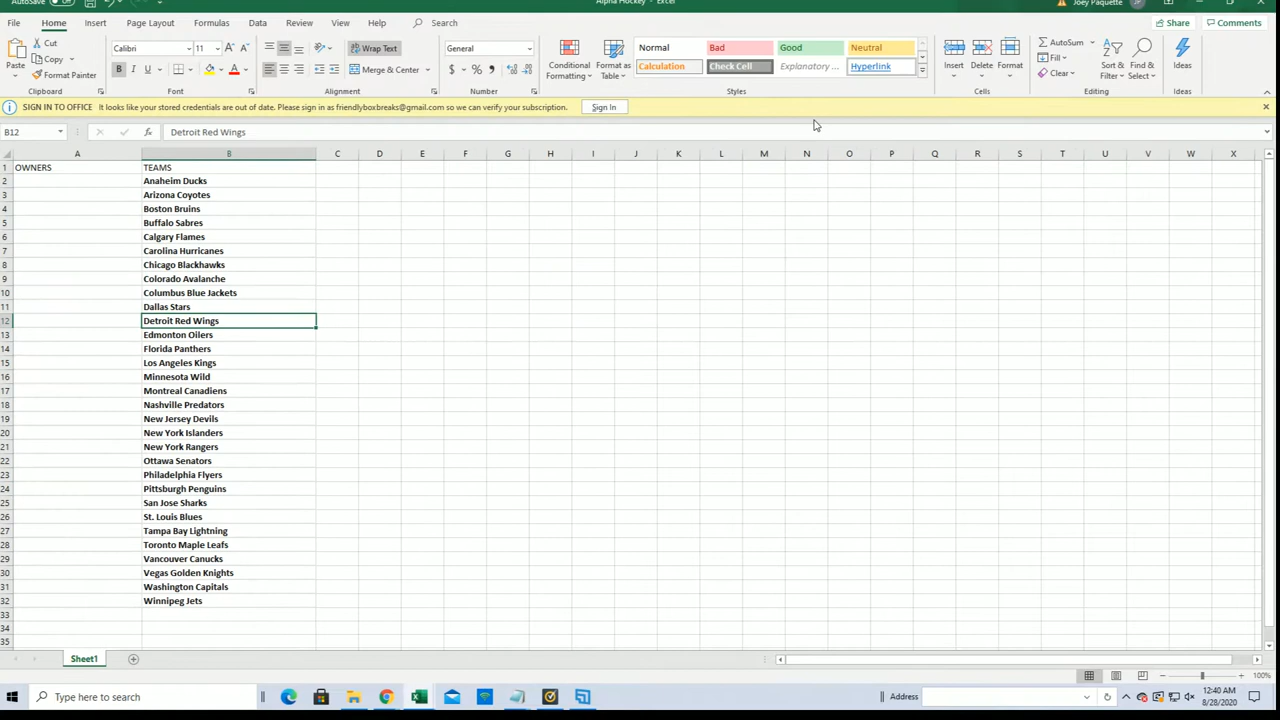 AutoSave Off Alpha Hockey - Excel Joey Paquette JP
File Home Insert Page Layout Formulas Data Review View Help Search Share Comments
Paste Cut Copy Format Painter Clipboard
Calibri 11 B I U A Font
Wrap Text Merge & Center Alignment
General $ % Number
Conditional Formatting Format as Table
Normal Bad Good Neutral
Calculation Check Cell Explanatory ... Hyperlink
Styles
Insert Delete Format Cells
AutoSum Fill Clear Sort & Filter Find & Select Editing
Ideas Ideas
SIGN IN TO OFFICE It looks like your stored credentials are out of date. Please sign in as friendlyboxbreaks@gmail.com so we can verify your subscription. Sign In
B12 fx Detroit Red Wings
A B C D E F G H I J K L M N O P Q R S T U V W X
1 OWNERS TEAMS
2 Anaheim Ducks
3 Arizona Coyotes
4 Boston Bruins
5 Buffalo Sabres
6 Calgary Flames
7 Carolina Hurricanes
8 Chicago Blackhawks
9 Colorado Avalanche
10 Columbus Blue Jackets
11 Dallas Stars
12 Detroit Red Wings
13 Edmonton Oilers
14 Florida Panthers
15 Los Angeles Kings
16 Minnesota Wild
17 Montreal Canadiens
18 Nashville Predators
19 New Jersey Devils
20 New York Islanders
21 New York Rangers
22 Ottawa Senators
23 Philadelphia Flyers
24 Pittsburgh Penguins
25 San Jose Sharks
26 St. Louis Blues
27 Tampa Bay Lightning
28 Toronto Maple Leafs
29 Vancouver Canucks
30 Vegas Golden Knights
31 Washington Capitals
32 Winnipeg Jets
33
34
35
Sheet1
100%
Type here to search Address 12:40 AM
8/28/2020